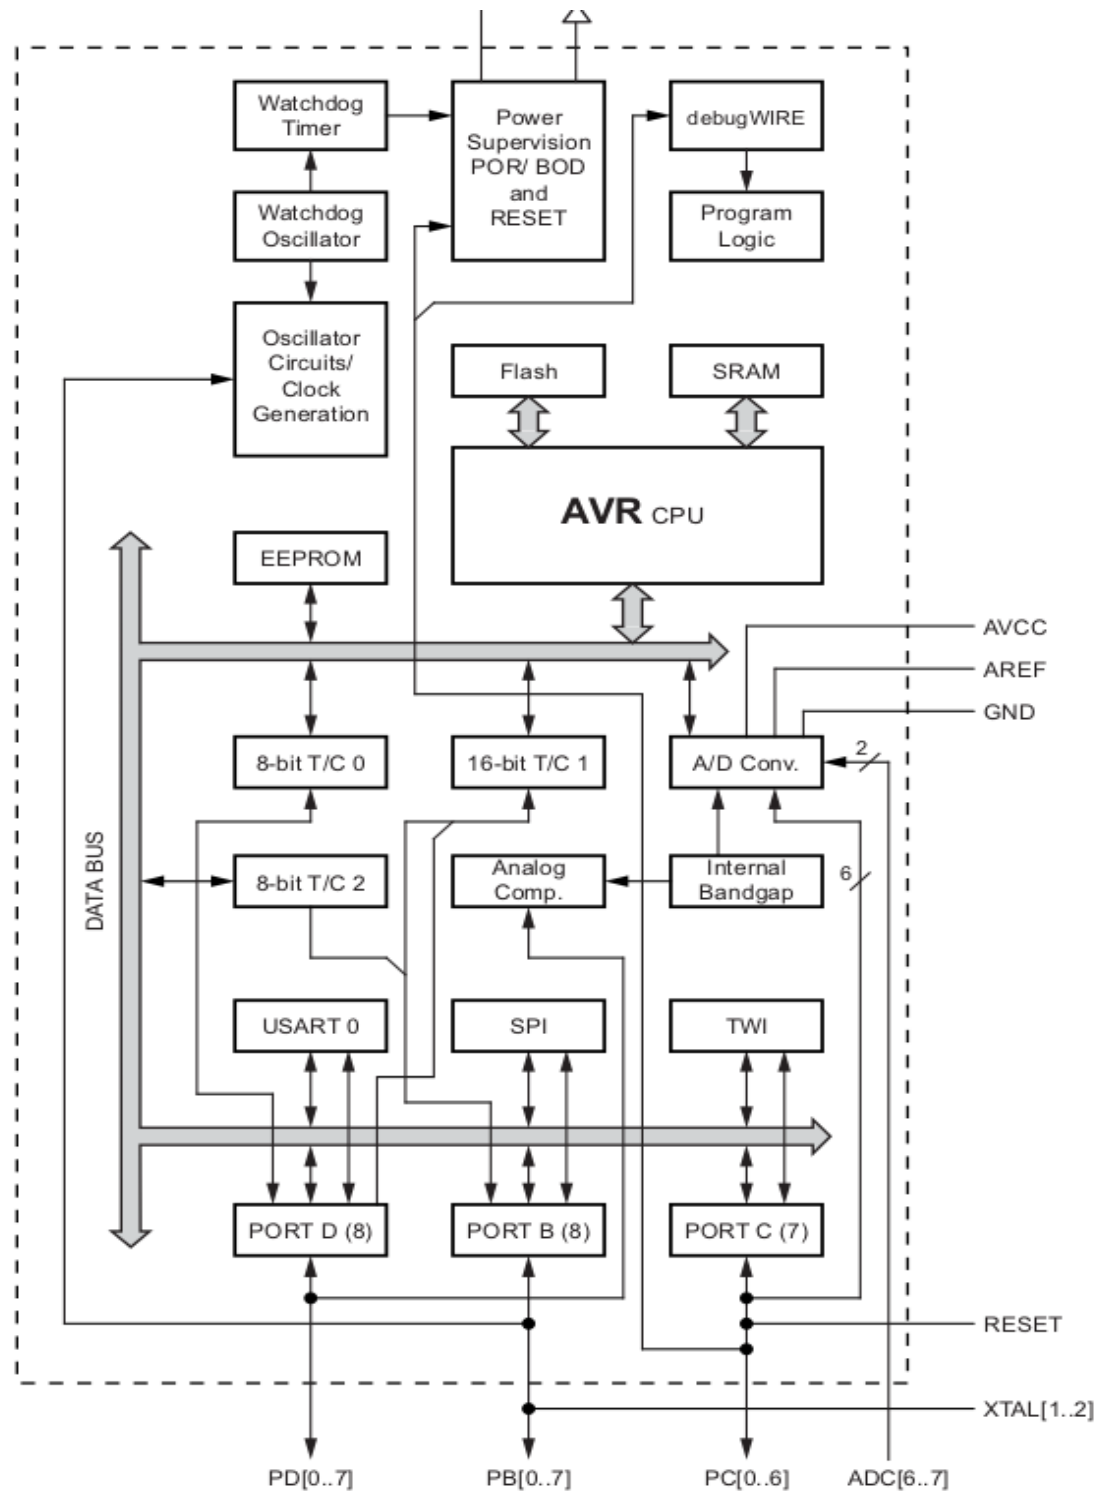 Watchdog
Timer
Power
Supervision
POR/ BOD
and
RESET
debugWIRE
Watchdog
Oscillator
Program
Logic
Oscillator
Circuits/
Clock
Generation
Flash
SRAM
AVR CPU
EEPROM
AVCC
AREF
GND
8-bit T/C 0
16-bit T/C 1
A/D Conv.
2
DATA BUS
8-bit T/C 2
Analog
Comp.
Internal
Bandgap
6
USART 0
SPI
TWI
PORT D (8)
PORT B (8)
PORT C (7)
RESET
XTAL[1..2]
PD[0..7]
PB[0..7]
PC[0..6]
ADC[6..7]